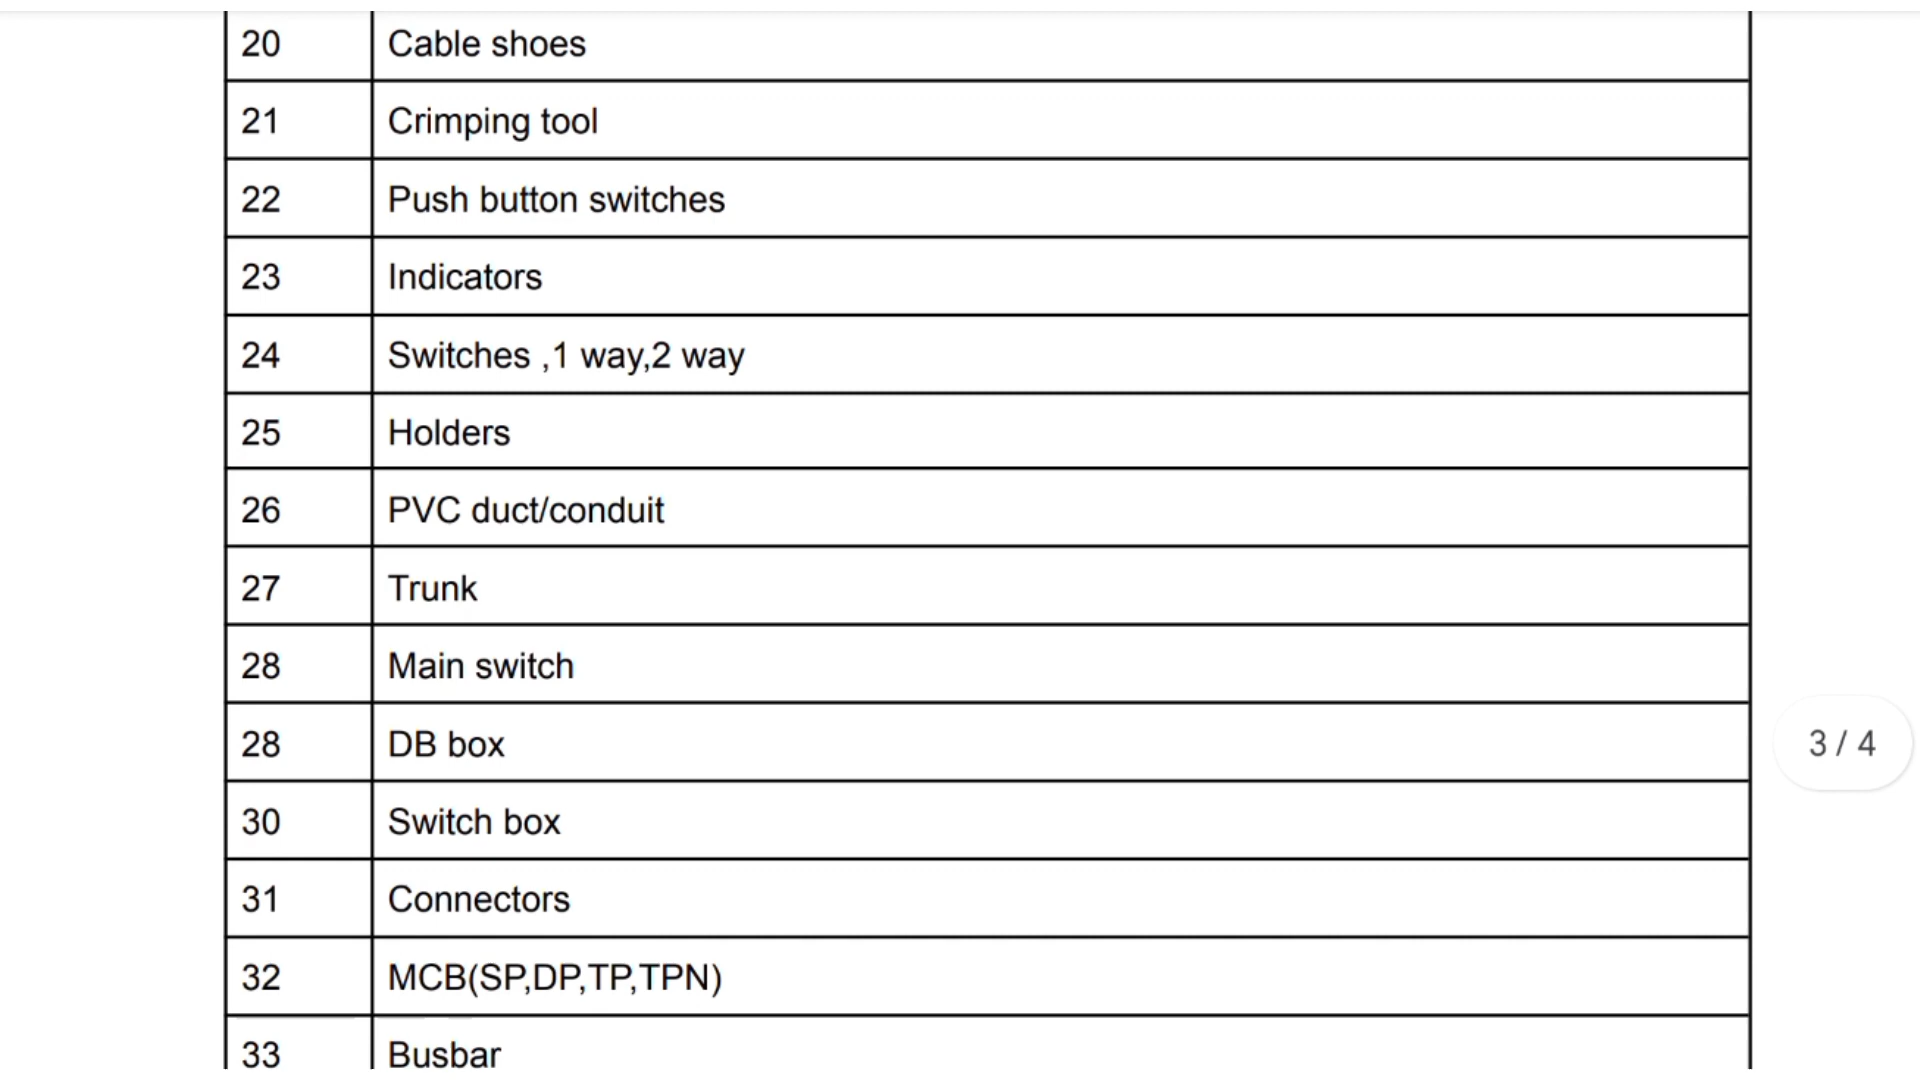 20 Cable shoes
21 Crimping tool
22 Push button switches
23 Indicators
24 Switches ,1 way,2 way
25 Holders
26 PVC duct/conduit
27 Trunk
28 Main switch
28 DB box
3 / 4
30 Switch box
31 Connectors
32 MCB(SP,DP,TP,TPN)
33 Busbar